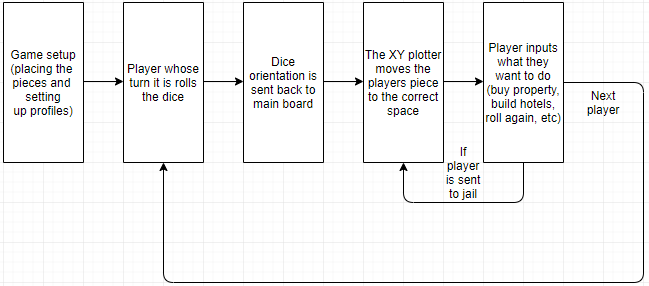 Game setup
(placing the
pieces and
setting
up profiles)
Player whose
turn it is rolls
the dice
Dice
orientation is
sent back to
main board
The XY plotter
moves the
players piece
to the correct
space
Player inputs
what they
want to do
(buy property,
build hotels,
roll again, etc)
Next
player
If
player
is sent
to jail